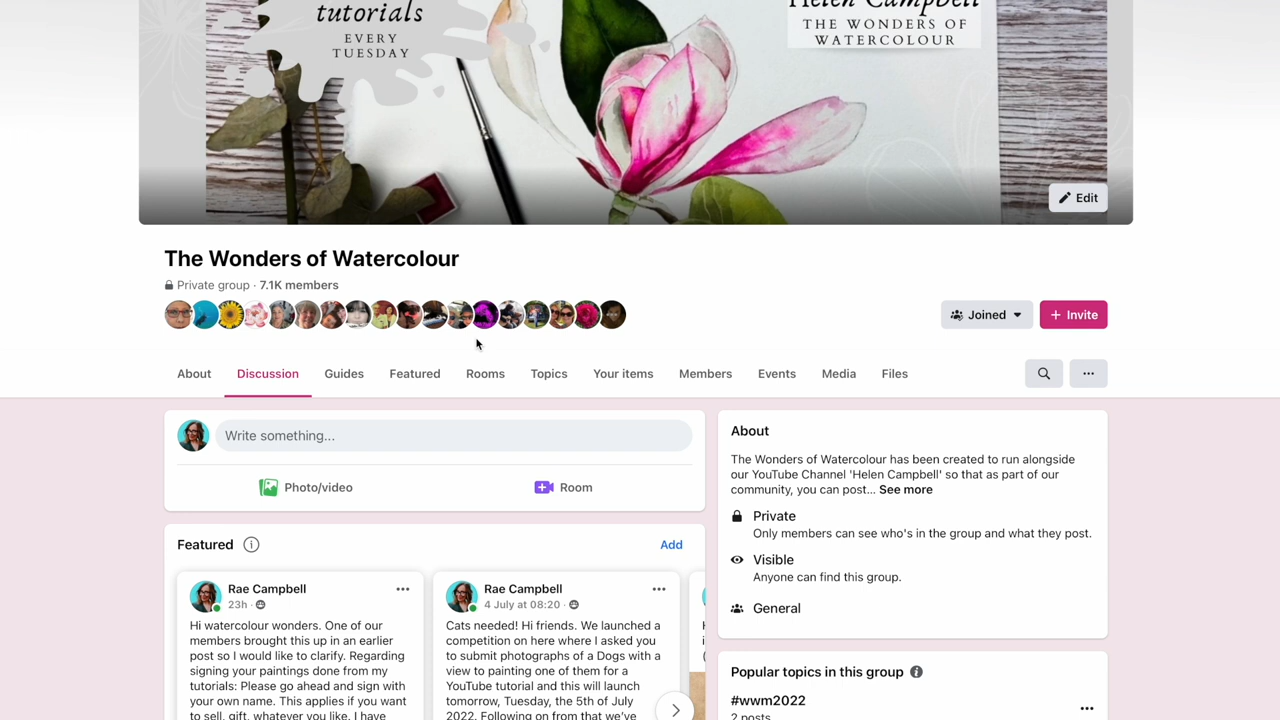 tutorials
EVERY
TUESDAY
Helen Campbell
THE WONDERS OF
WATERCOLOUR
Edit
The Wonders of Watercolour
Private group · 7.1K members
Joined
+ Invite
About Discussion Guides Featured Rooms Topics Your items Members Events Media Files
Write something...
Photo/video
Room
Featured
Add
Rae Campbell
23h ·
Hi watercolour wonders. One of our
members brought this up in an earlier
post so I would like to clarify. Regarding
signing your paintings done from my
tutorials: Please go ahead and sign with
your own name. This applies if you want
to sell, gift, whatever you like. I have
Rae Campbell
4 July at 08:20 ·
Cats needed! Hi friends. We launched a
competition on here where I asked you
to submit photographs of a Dogs with a
view to painting one of them for a
YouTube tutorial and this will launch
tomorrow, Tuesday, the 5th of July
2022. Following on from that we've
About
The Wonders of Watercolour has been created to run alongside
our YouTube Channel 'Helen Campbell' so that as part of our
community, you can post... See more
Private
Only members can see who's in the group and what they post.
Visible
Anyone can find this group.
General
Popular topics in this group
#wwm2022
2 posts